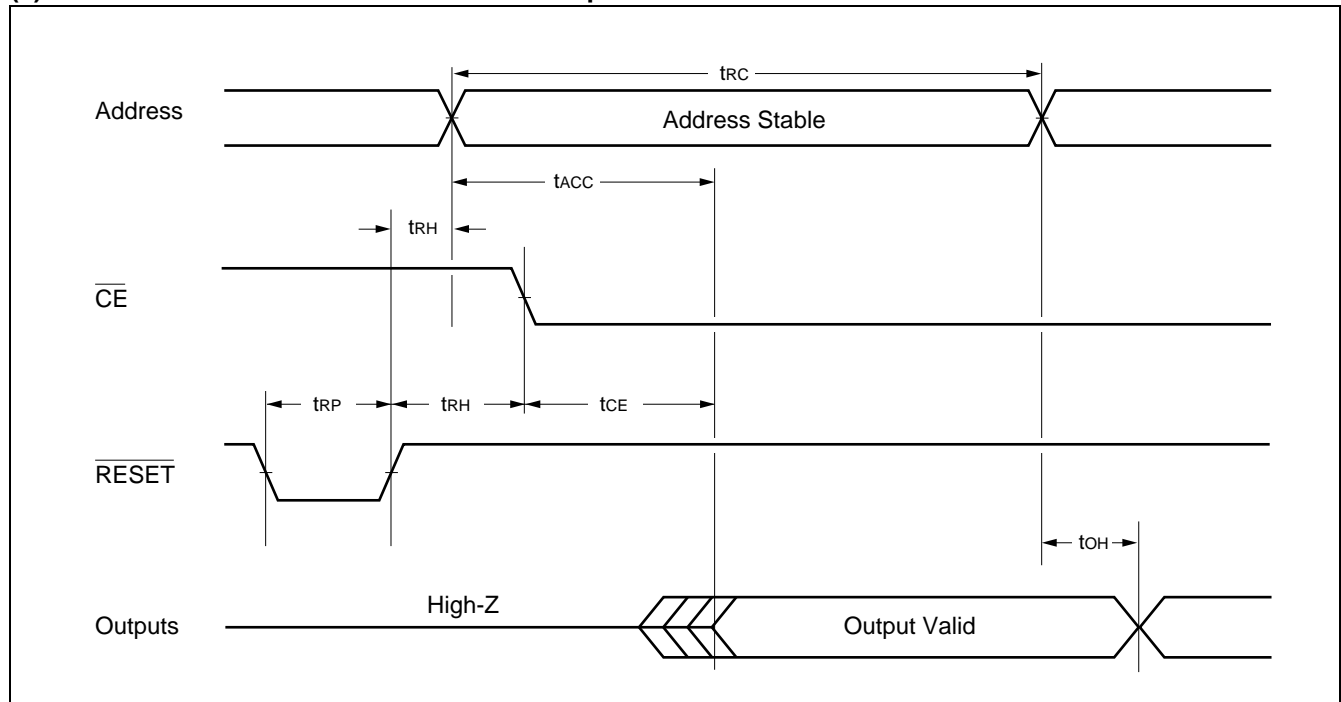 tRC
Address
Address Stable
tACC
tRH
CE
tRP
tRH
tCE
RESET
tOH
High-Z
Outputs
Output Valid